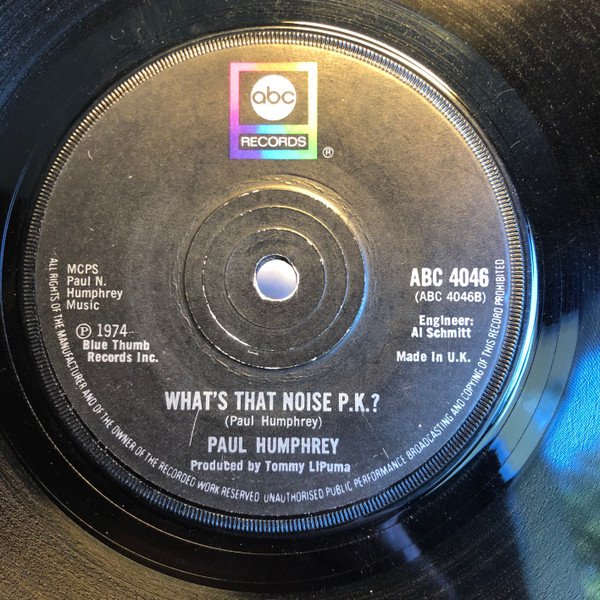 abc
RECORDS
®
MCPS
Paul N.
Humphrey
Music
Ⓟ 1974
Blue Thumb
Records Inc.
ABC 4046
(ABC 4046B)
Engineer:
Al Schmitt
Made In U.K.
WHAT'S THAT NOISE P.K.?
(Paul Humphrey)
PAUL HUMPHREY
Produced by Tommy LiPuma
ALL RIGHTS OF THE MANUFACTURER AND OF THE OWNER OF THE RECORDED WORK RESERVED UNAUTHORISED PUBLIC PERFORMANCE BROADCASTING AND COPYING OF THIS RECORD PROHIBITED